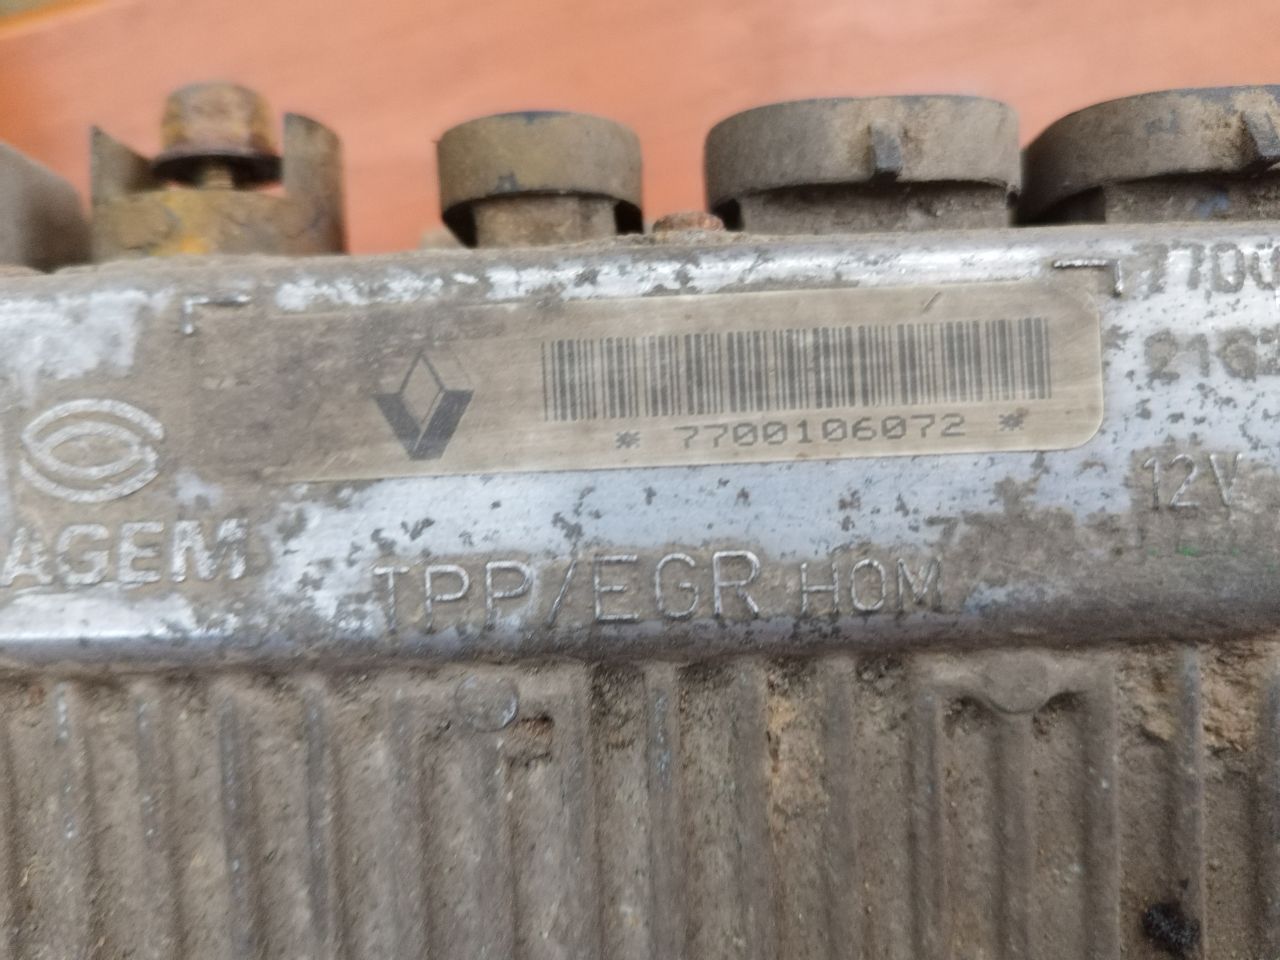 * 7700106072 *
12V
AGEM
TPP/EGR HOM